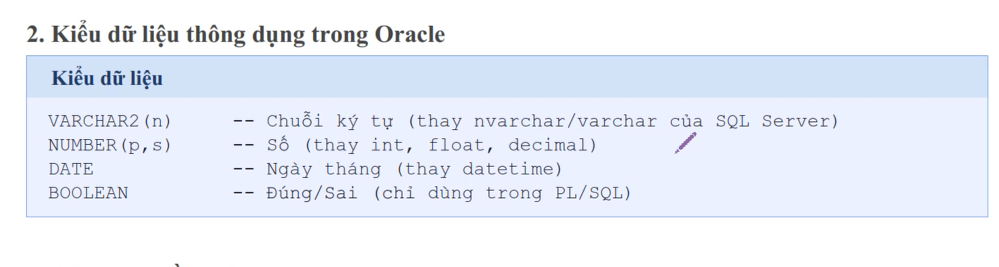 2. Kiểu dữ liệu thông dụng trong Oracle
Kiểu dữ liệu
VARCHAR2(n) -- Chuỗi ký tự (thay nvarchar/varchar của SQL Server)
NUMBER(p,s) -- Số (thay int, float, decimal)
DATE -- Ngày tháng (thay datetime)
BOOLEAN -- Đúng/Sai (chỉ dùng trong PL/SQL)